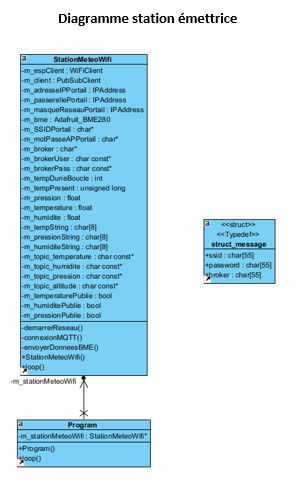 Diagramme station émettrice
a
StationMeteoWifi
-m_espClient : WiFiClient
-m_client : PubSubClient
-m_adresseIPPortail : IPAddress
-m_passerellePortail : IPAddress
-m_masqueReseauPortail : IPAddress
-m_bme : Adafruit_BME280
-m_SSIDPortail : char*
-m_motPasseAPPortail : char*
-m_broker : char*
-m_brokerUser : char const*
-m_brokerPass : char const*
-m_tempDuneBoucle : int
-m_tempPresent : unsigned long
-m_pression : float
-m_temperature : float
-m_humidite : float
-m_tempString : char[8]
-m_pressionString : char[8]
-m_humiditeString : char[8]
-m_topic_temperature : char const*
-m_topic_humidite : char const*
-m_topic_pression : char const*
-m_topic_altitude : char const*
-m_temperaturePublie : bool
-m_humiditePublie : bool
-m_pressionPublie : bool
-demarrerReseau()
-connexionMQTT()
-envoyerDonneesBME()
+StationMeteoWifi()
+loop()
a
<<struct>>
<<Typedef>>
struct_message
+ssid : char[55]
+password : char[55]
+broker : char[55]
-m_stationMeteoWifi
a
Program
-m_stationMeteoWifi : StationMeteoWifi*
+Program()
+loop()